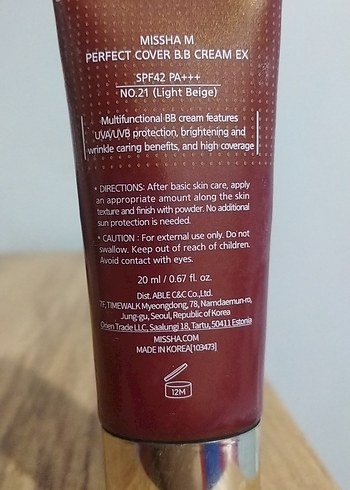 MISSHA M
PERFECT COVER B.B CREAM EX
SPF42 PA+++
NO.21 (Light Beige)
Multifunctional BB cream features
UVA/UVB protection, brightening and
wrinkle caring benefits, and high coverage
* DIRECTIONS: After basic skin care, apply
an appropriate amount along the skin
texture and finish with powder. No additional
sun protection is needed.
* CAUTION : For external use only. Do not
swallow. Keep out of reach of children.
Avoid contact with eyes.
20 ml / 0.67 fl. oz.
Dist. ABLE C&C Co.,Ltd.
7F, TIMEWALK Myeongdong, 78, Namdaemun-ro,
Jung-gu, Seoul, Republic of Korea
Orien Trade LLC, Saalungi 18, Tartu, 50411 Estonia
MISSHA.COM
MADE IN KOREA[103473]
12M